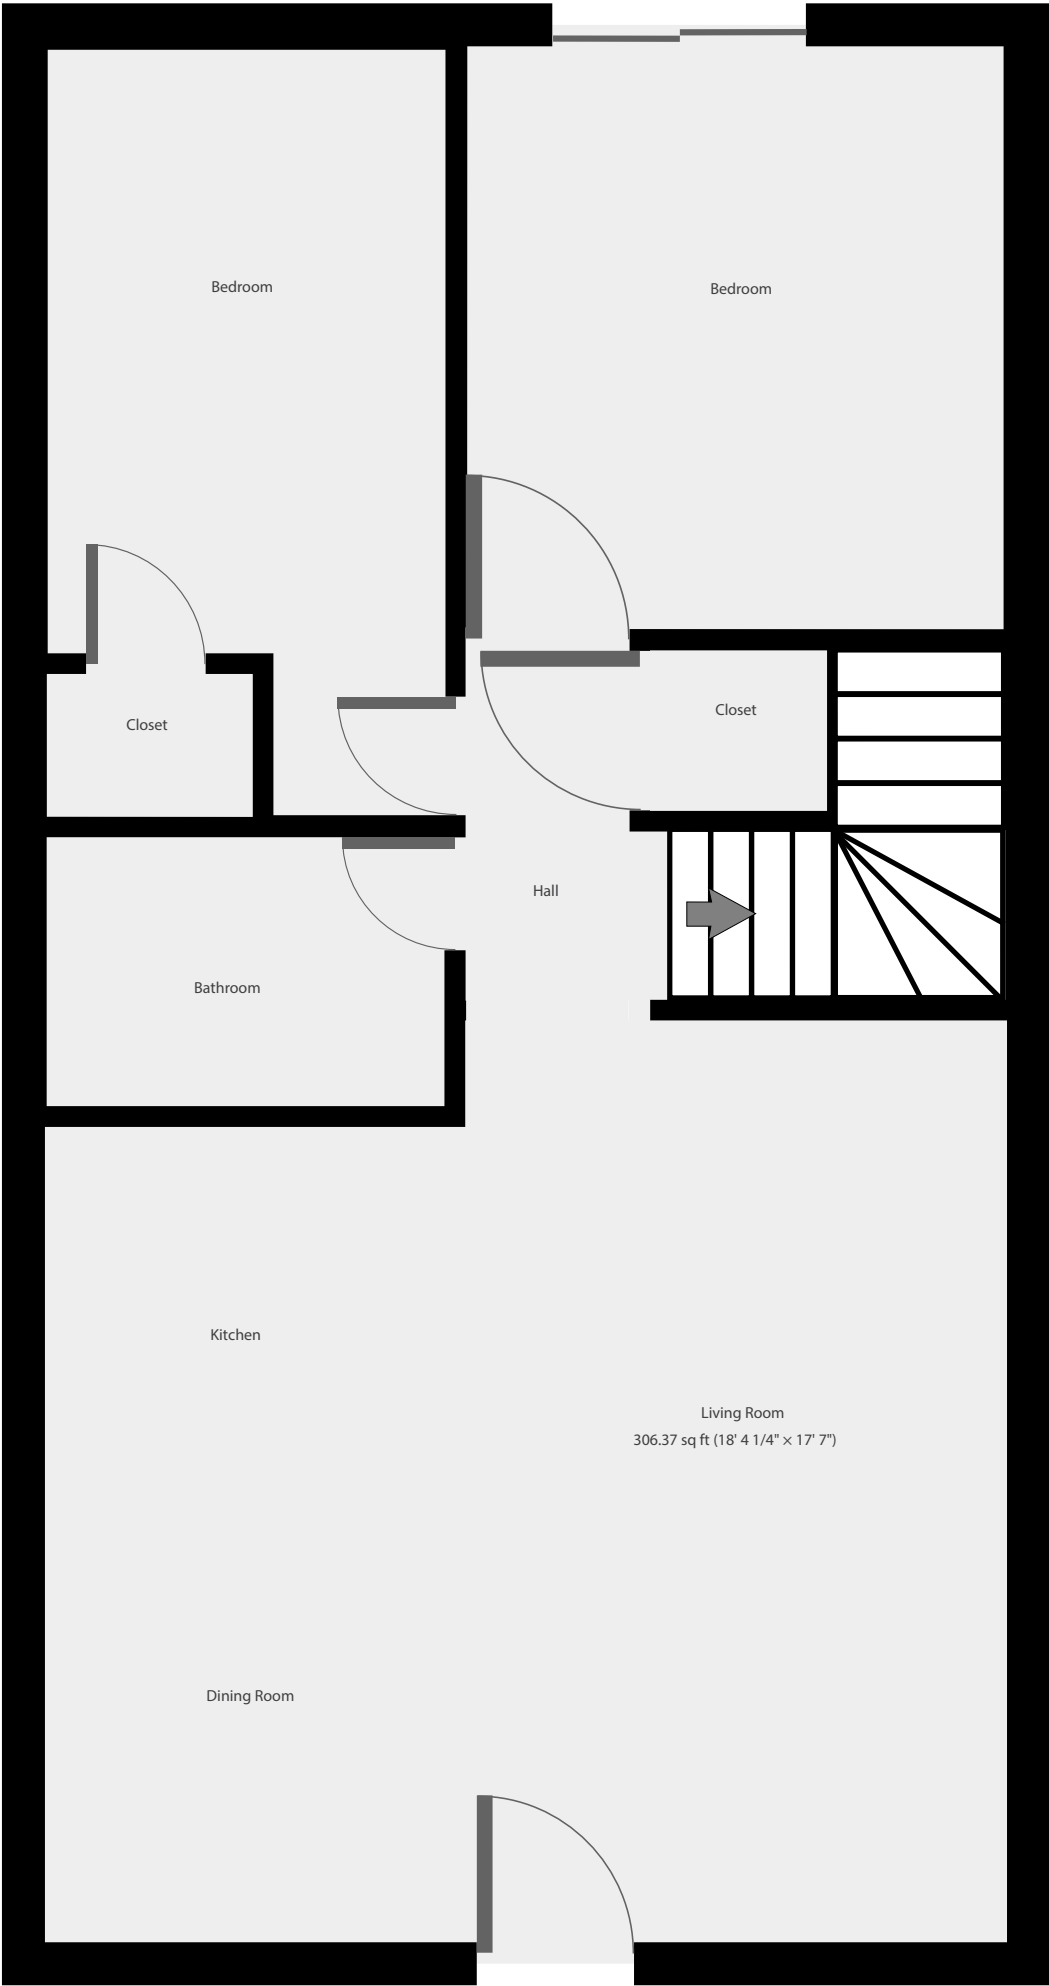 Bedroom
Bedroom
Closet
Closet
Hall
Bathroom
Kitchen
Living Room
306.37 sq ft (18' 4 1/4" × 17' 7")
Dining Room